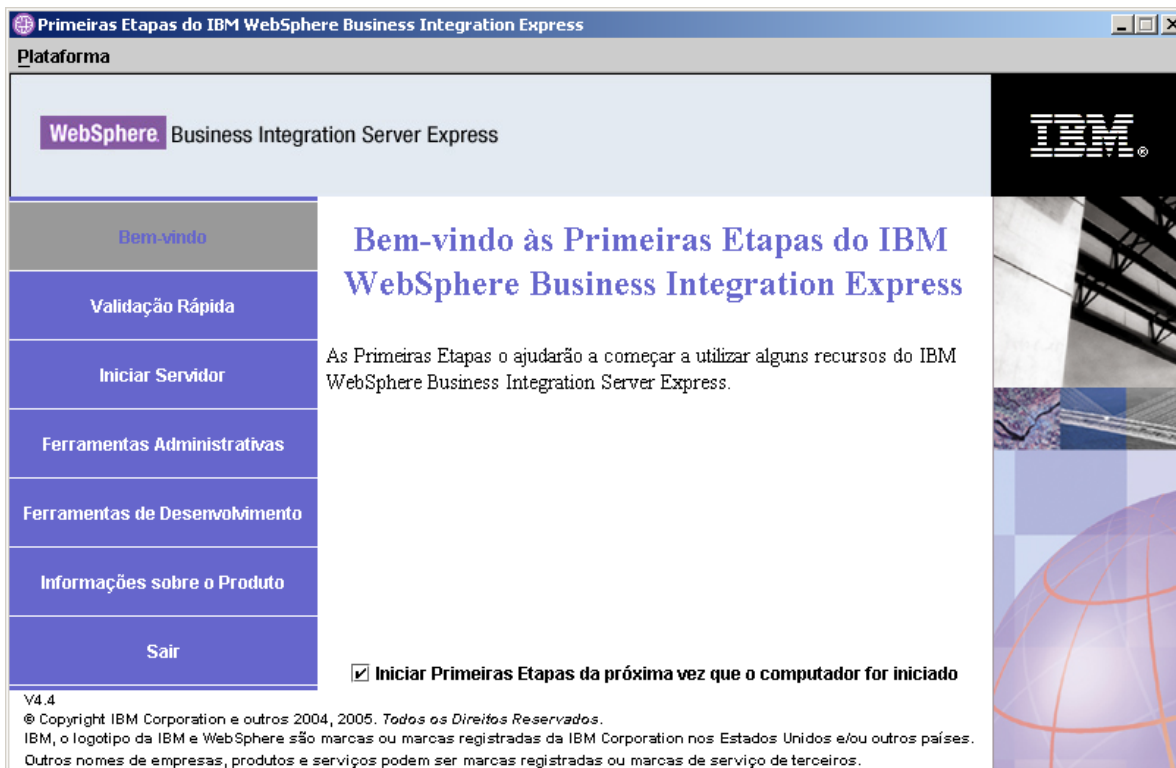 Primeiras Etapas do IBM WebSphere Business Integration Express
Plataforma
WebSphere. Business Integration Server Express
IBM®
Bem-vindo
Validação Rápida
Iniciar Servidor
Ferramentas Administrativas
Ferramentas de Desenvolvimento
Informações sobre o Produto
Sair
Bem-vindo às Primeiras Etapas do IBM
WebSphere Business Integration Express
As Primeiras Etapas o ajudarão a começar a utilizar alguns recursos do IBM
WebSphere Business Integration Server Express.
Iniciar Primeiras Etapas da próxima vez que o computador for iniciado
V4.4
© Copyright IBM Corporation e outros 2004, 2005. Todos os Direitos Reservados.
IBM, o logotipo da IBM e WebSphere são marcas ou marcas registradas da IBM Corporation nos Estados Unidos e/ou outros países.
Outros nomes de empresas, produtos e serviços podem ser marcas registradas ou marcas de serviço de terceiros.